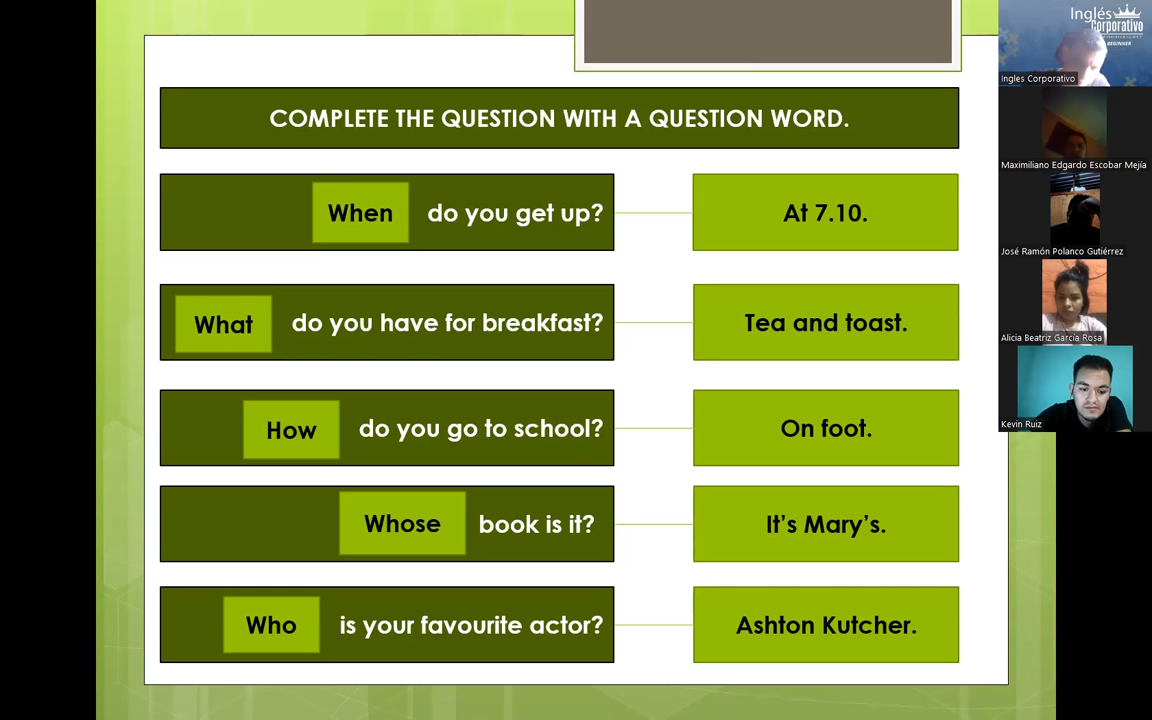 COMPLETE THE QUESTION WITH A QUESTION WORD.
When do you get up?
At 7.10.
What do you have for breakfast?
Tea and toast.
How do you go to school?
On foot.
Whose book is it?
It's Mary's.
Who is your favourite actor?
Ashton Kutcher.
Inglés
Corporativo
BEGINNER
Ingles Corporativo
Maximiliano Edgardo Escobar Mejía
José Ramón Polanco Gutiérrez
Alicia Beatriz García Rosa
Kevin Ruiz